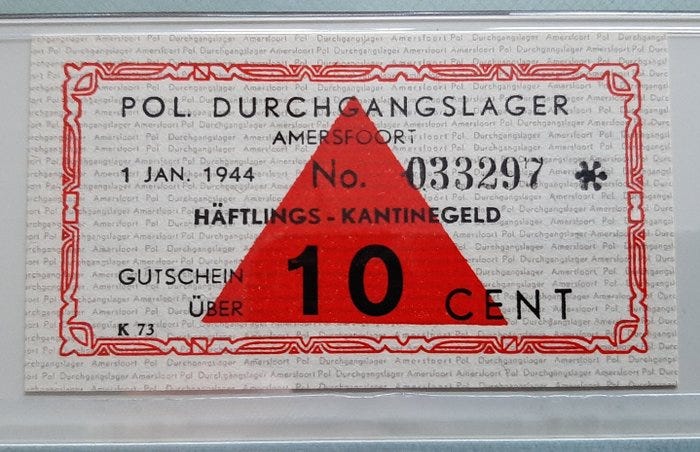 POL. DURCHGANGSLAGER
AMERSFOORT
1 JAN. 1944 No. 033297 *
HÄFTLINGS - KANTINEGELD
GUTSCHEIN
ÜBER 10 CENT
K 73